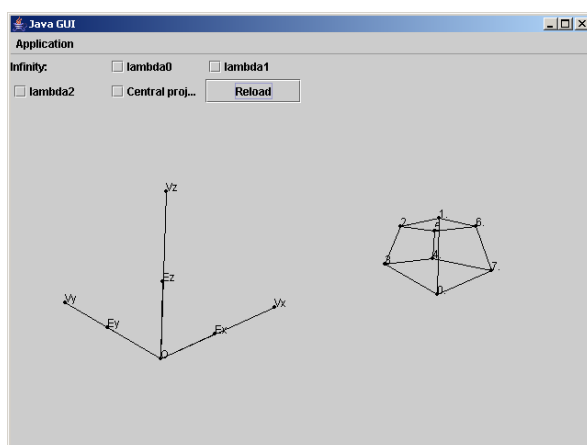 Java GUI
Application
Infinity: lambda0 lambda1
lambda2 Central proj... Reload
Vz
Ez
Vy
Ey
O
Ex
Vx
1.
2.
6.
4.
3.
7.
0.